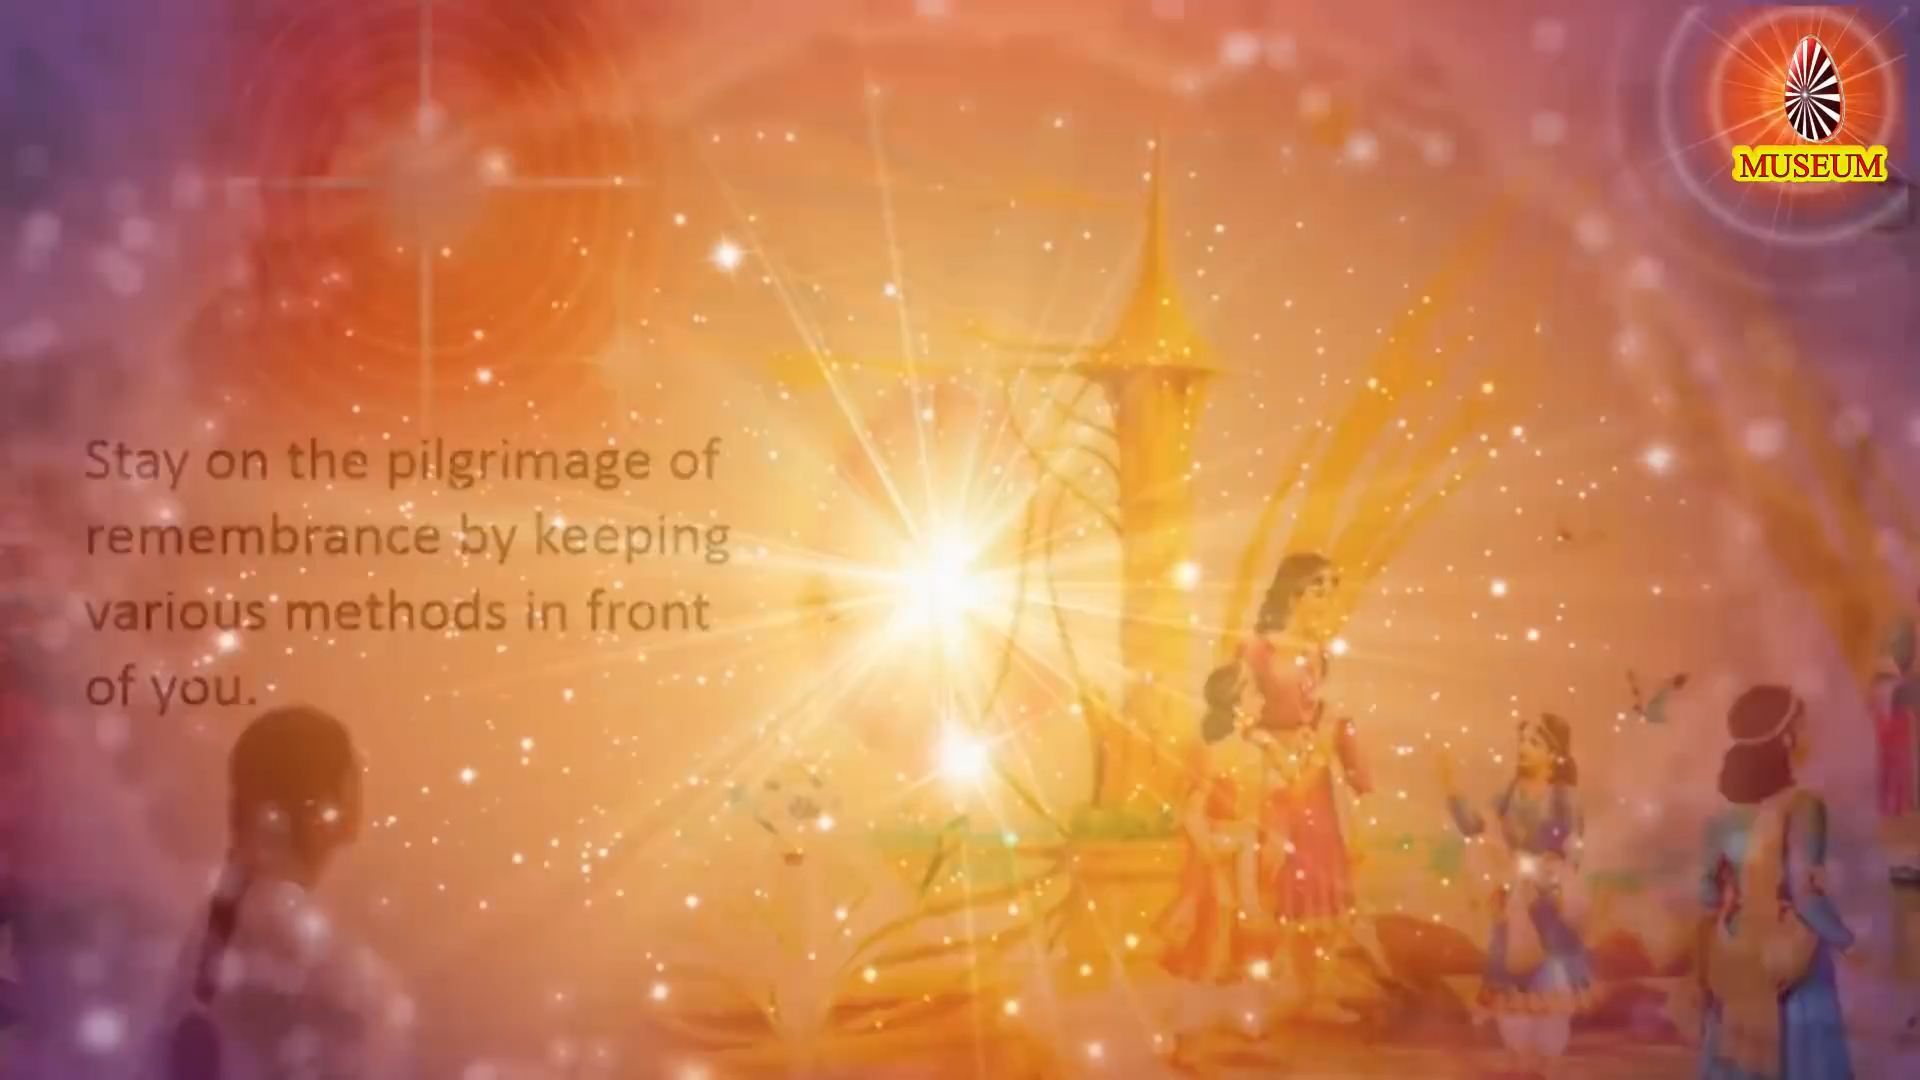 MUSEUM
Stay on the pilgrimage of
remembrance by keeping
various methods in front
of you.